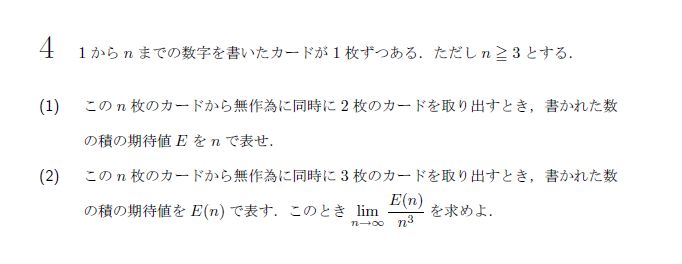 4 1 から n までの数字を書いたカードが 1 枚ずつある．ただし n ≧ 3 とする．
(1) この n 枚のカードから無作為に同時に 2 枚のカードを取り出すとき，書かれた数
の積の期待値 E を n で表せ．
(2) この n 枚のカードから無作為に同時に 3 枚のカードを取り出すとき，書かれた数
の積の期待値を E(n) で表す．このとき lim_{n→∞} E(n)/n^3 を求めよ．